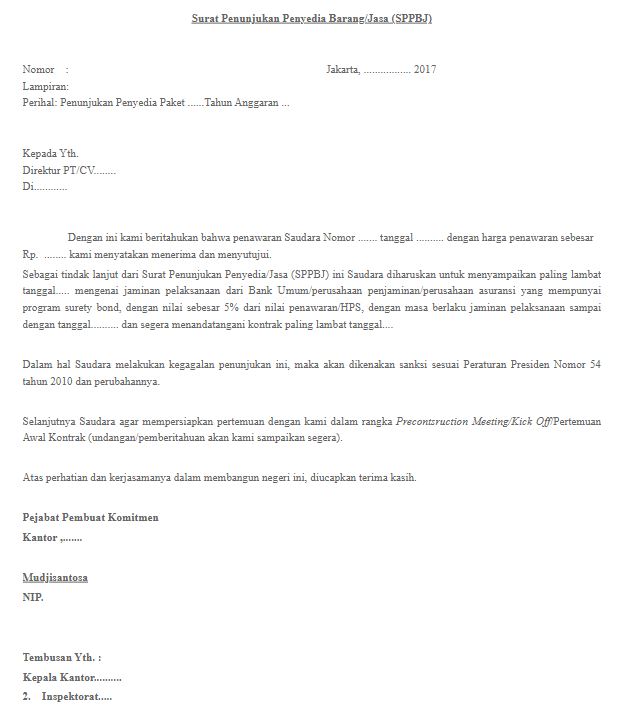 Surat Penunjukan Penyedia Barang/Jasa (SPPBJ)
Nomor   :
Jakarta, ................. 2017
Lampiran:
Perihal: Penunjukan Penyedia Paket ......Tahun Anggaran ...
Kepada Yth.
Direktur PT/CV........
Di............
Dengan ini kami beritahukan bahwa penawaran Saudara Nomor ....... tanggal .......... dengan harga penawaran sebesar
Rp.  ........ kami menyatakan menerima dan menyutujui.
Sebagai tindak lanjut dari Surat Penunjukan Penyedia/Jasa (SPPBJ) ini Saudara diharuskan untuk menyampaikan paling lambat
tanggal..... mengenai jaminan pelaksanaan dari Bank Umum/perusahaan penjaminan/perusahaan asuransi yang mempunyai
program surety bond, dengan nilai sebesar 5% dari nilai penawaran/HPS, dengan masa berlaku jaminan pelaksanaan sampai
dengan tanggal.......... dan segera menandatangani kontrak paling lambat tanggal....
Dalam hal Saudara melakukan kegagalan penunjukan ini, maka akan dikenakan sanksi sesuai Peraturan Presiden Nomor 54
tahun 2010 dan perubahannya.
Selanjutnya Saudara agar mempersiapkan pertemuan dengan kami dalam rangka Precontsruction Meeting/Kick Off/Pertemuan
Awal Kontrak (undangan/pemberitahuan akan kami sampaikan segera).
Atas perhatian dan kerjasamanya dalam membangun negeri ini, diucapkan terima kasih.
Pejabat Pembuat Komitmen
Kantor ,.......
Mudjisantosa
NIP.
Tembusan Yth. :
Kepala Kantor..........
2.   Inspektorat.....